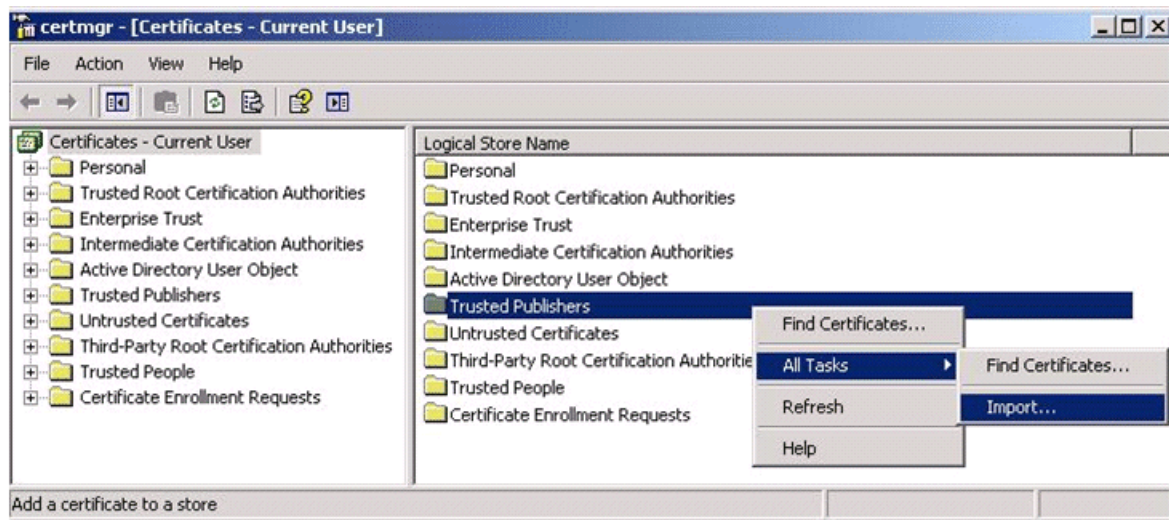 certmgr - [Certificates - Current User]
File Action View Help
Certificates - Current User
Personal
Trusted Root Certification Authorities
Enterprise Trust
Intermediate Certification Authorities
Active Directory User Object
Trusted Publishers
Untrusted Certificates
Third-Party Root Certification Authorities
Trusted People
Certificate Enrollment Requests
Logical Store Name
Personal
Trusted Root Certification Authorities
Enterprise Trust
Intermediate Certification Authorities
Active Directory User Object
Trusted Publishers
Untrusted Certificates
Third-Party Root Certification Authoritie
Trusted People
Certificate Enrollment Requests
Find Certificates...
All Tasks
Refresh
Help
Find Certificates...
Import...
Add a certificate to a store